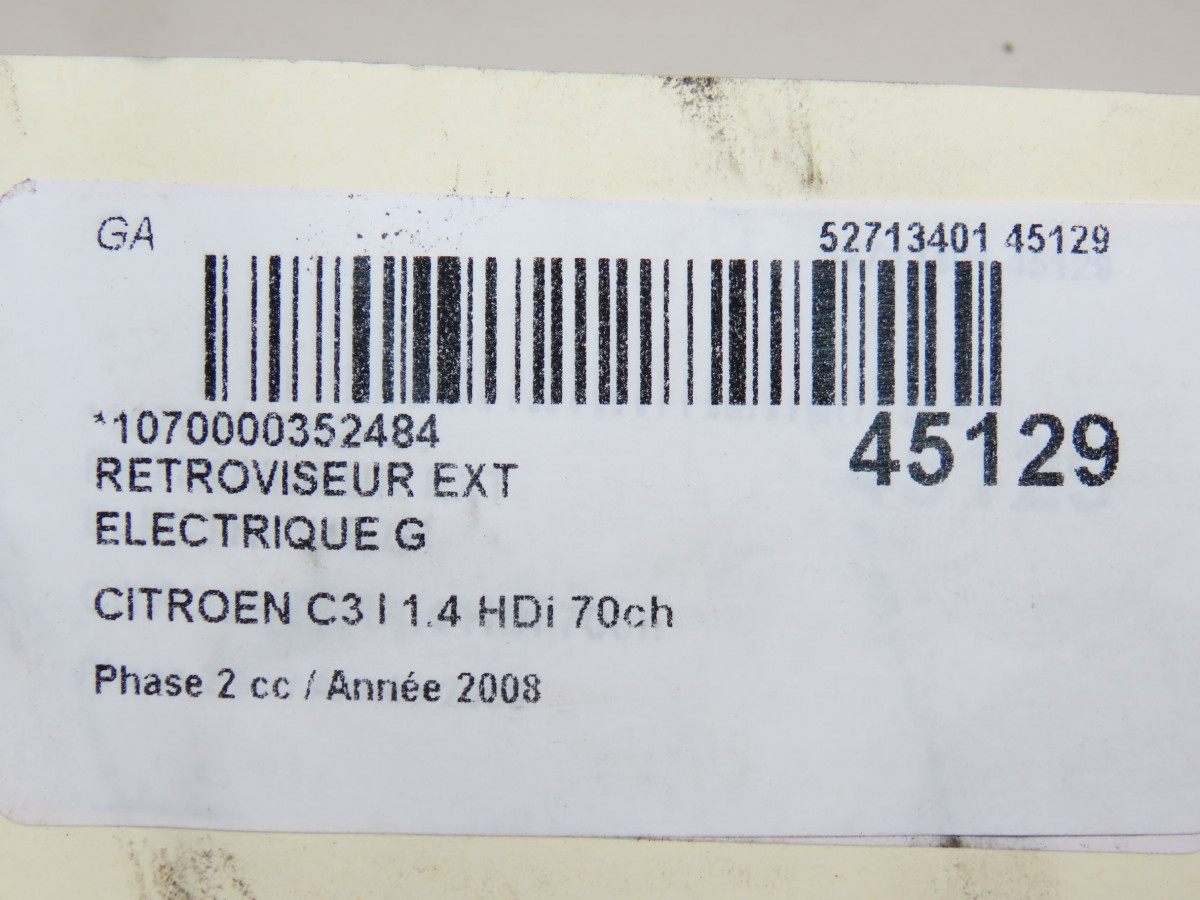 GA
52713401 45129
*1070000352484
45129
RETROVISEUR EXT
ELECTRIQUE G
CITROEN C3 I 1.4 HDi 70ch
Phase 2 cc / Année 2008